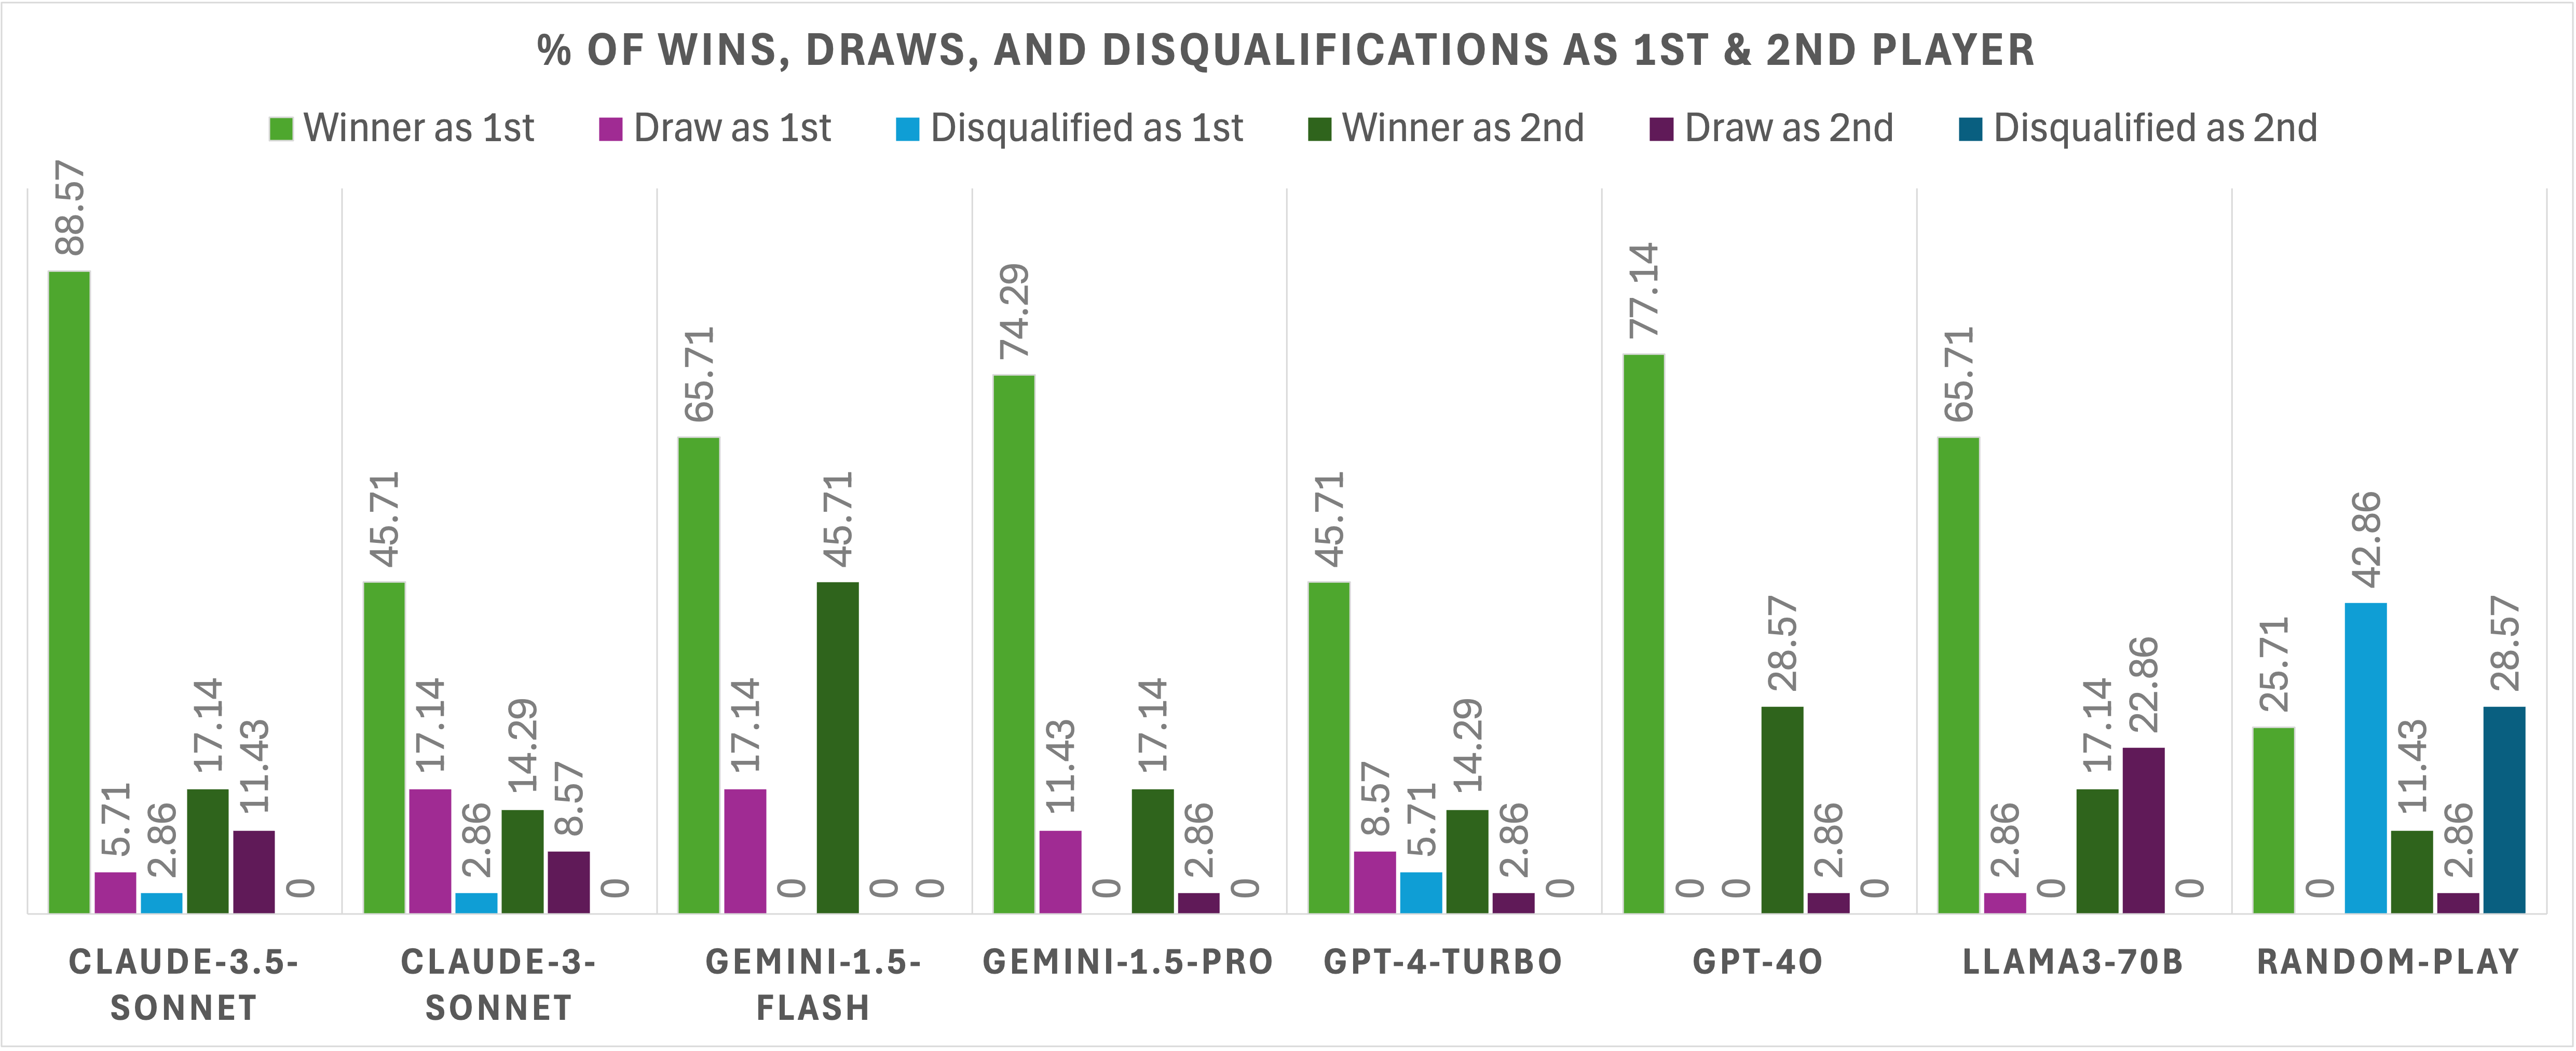 % OF WINS, DRAWS, AND DISQUALIFICATIONS AS 1ST & 2ND PLAYER
Winner as 1st Draw as 1st Disqualified as 1st Winner as 2nd Draw as 2nd Disqualified as 2nd
88.57 5.71 2.86 17.14 11.43 0
45.71 17.14 2.86 14.29 8.57 0
65.71 17.14 0 45.71 0 0
74.29 11.43 0 17.14 2.86 0
45.71 8.57 5.71 14.29 2.86 0
77.14 0 0 28.57 2.86 0
65.71 2.86 0 17.14 22.86 0
25.71 0 42.86 11.43 2.86 28.57
CLAUDE-3.5-
SONNET
CLAUDE-3-
SONNET
GEMINI-1.5-
FLASH
GEMINI-1.5-PRO
GPT-4-TURBO
GPT-4O
LLAMA3-70B
RANDOM-PLAY